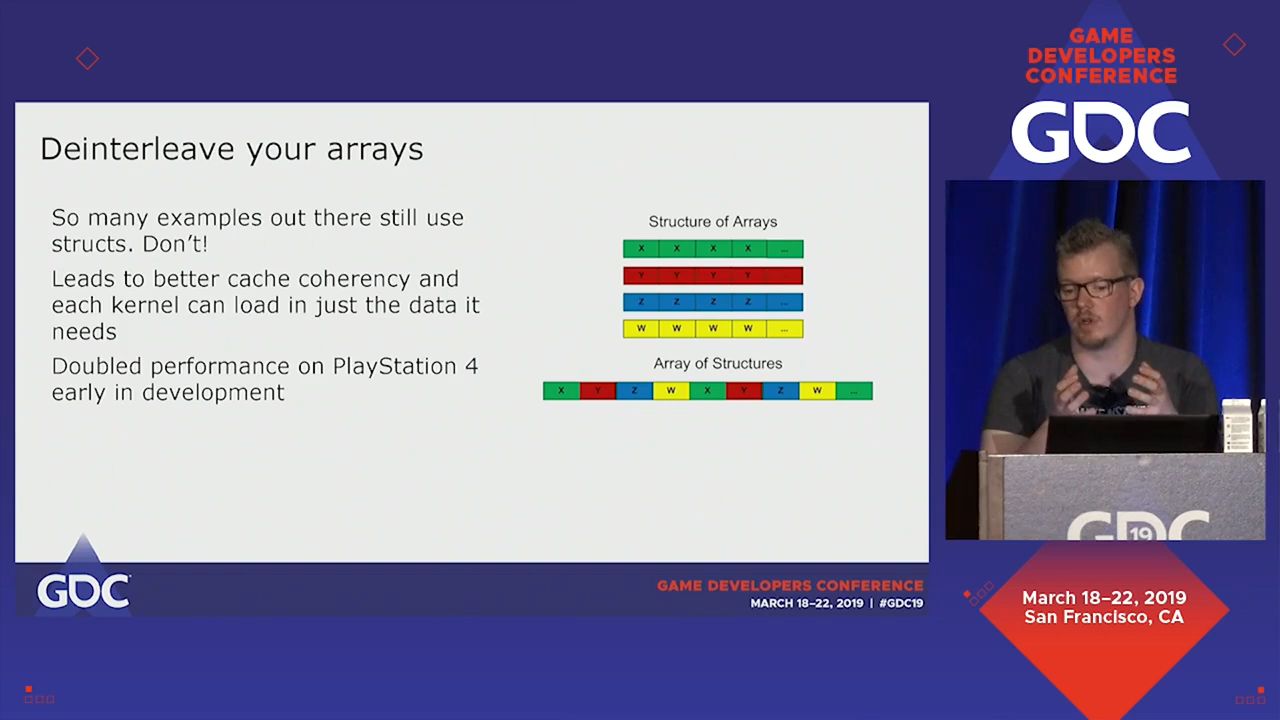 Deinterleave your arrays
So many examples out there still use
structs. Don't!
Leads to better cache coherency and
each kernel can load in just the data it
needs
Doubled performance on PlayStation 4
early in development
Structure of Arrays
X X X X ...
Y Y Y Y
Z Z Z Z ...
W W W W ...
Array of Structures
X Y Z W X Y Z W ...
GDC
GAME DEVELOPERS CONFERENCE
MARCH 18–22, 2019 | #GDC19
GAME
DEVELOPERS
CONFERENCE
GDC
GDC
19
March 18–22, 2019
San Francisco, CA